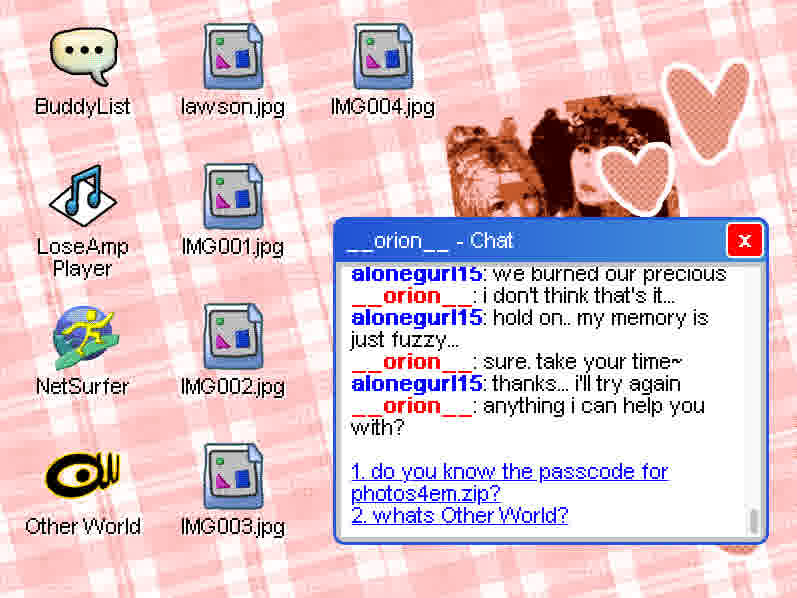 BuddyList
lawson.jpg
IMG004.jpg
LoseAmp
Player
IMG001.jpg
NetSurfer
IMG002.jpg
Other World
IMG003.jpg
__orion__ - Chat
x
alonegurl15: we burned our precious
__orion__: i don't think that's it...
alonegurl15: hold on.. my memory is
just fuzzy...
__orion__: sure. take your time~
alonegurl15: thanks... i'll try again
__orion__: anything i can help you
with?
1. do you know the passcode for
photos4em.zip?
2. whats Other World?